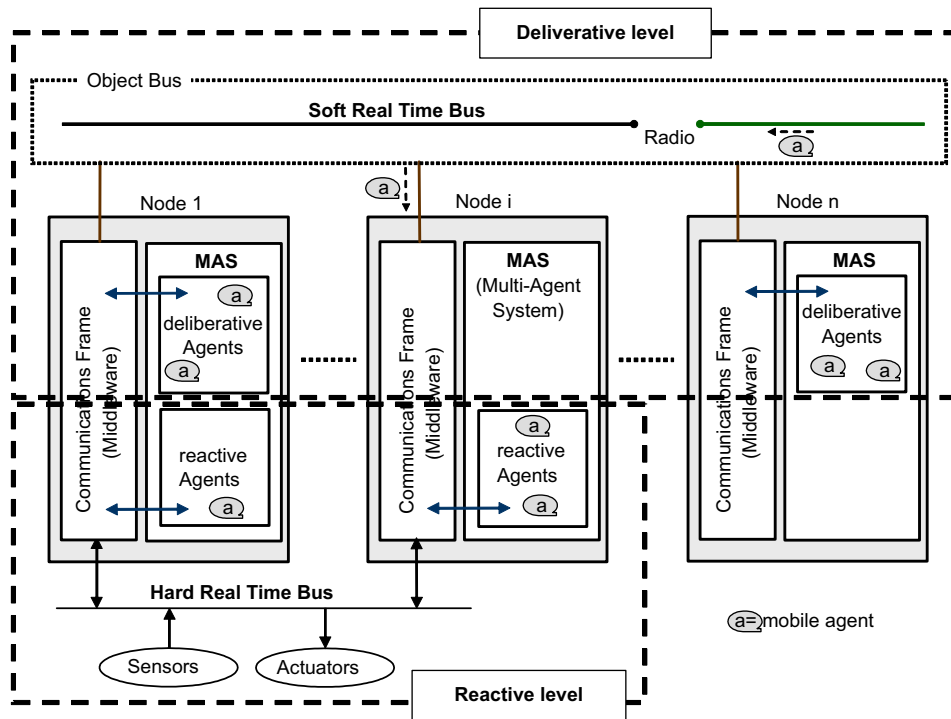 Deliverative level
Object Bus
Soft Real Time Bus
Radio
a
a
Node 1
Node i
Node n
Communications Frame
(Middleware)
MAS
a
deliberative
Agents
a
reactive
Agents
a
Communications Frame
(Middleware)
MAS
(Multi-Agent
System)
a
reactive
Agents
a
Communications Frame
(Middleware)
MAS
deliberative
Agents
a
a
Hard Real Time Bus
Sensors
Actuators
a= mobile agent
Reactive level